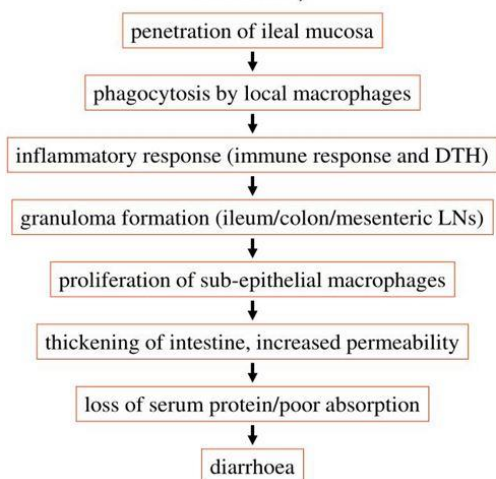 penetration of ileal mucosa
phagocytosis by local macrophages
inflammatory response (immune response and DTH)
granuloma formation (ileum/colon/mesenteric LNs)
proliferation of sub-epithelial macrophages
thickening of intestine, increased permeability
loss of serum protein/poor absorption
diarrhoea